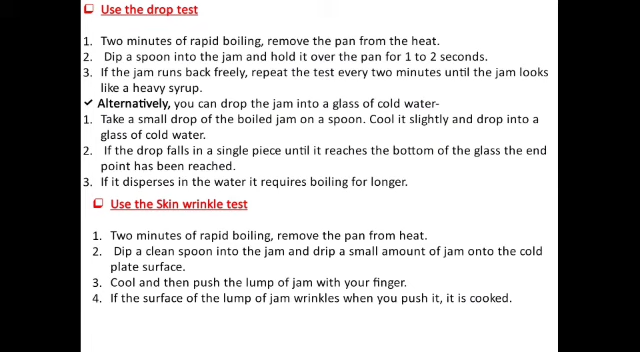 Use the drop test
1. Two minutes of rapid boiling, remove the pan from the heat.
2. Dip a spoon into the jam and hold it over the pan for 1 to 2 seconds.
3. If the jam runs back freely, repeat the test every two minutes until the jam looks
like a heavy syrup.
✓ Alternatively, you can drop the jam into a glass of cold water-
1. Take a small drop of the boiled jam on a spoon. Cool it slightly and drop into a
glass of cold water.
2. If the drop falls in a single piece until it reaches the bottom of the glass the end
point has been reached.
3. If it disperses in the water it requires boiling for longer.
Use the Skin wrinkle test
1. Two minutes of rapid boiling, remove the pan from heat.
2. Dip a clean spoon into the jam and drip a small amount of jam onto the cold
plate surface.
3. Cool and then push the lump of jam with your finger.
4. If the surface of the lump of jam wrinkles when you push it, it is cooked.